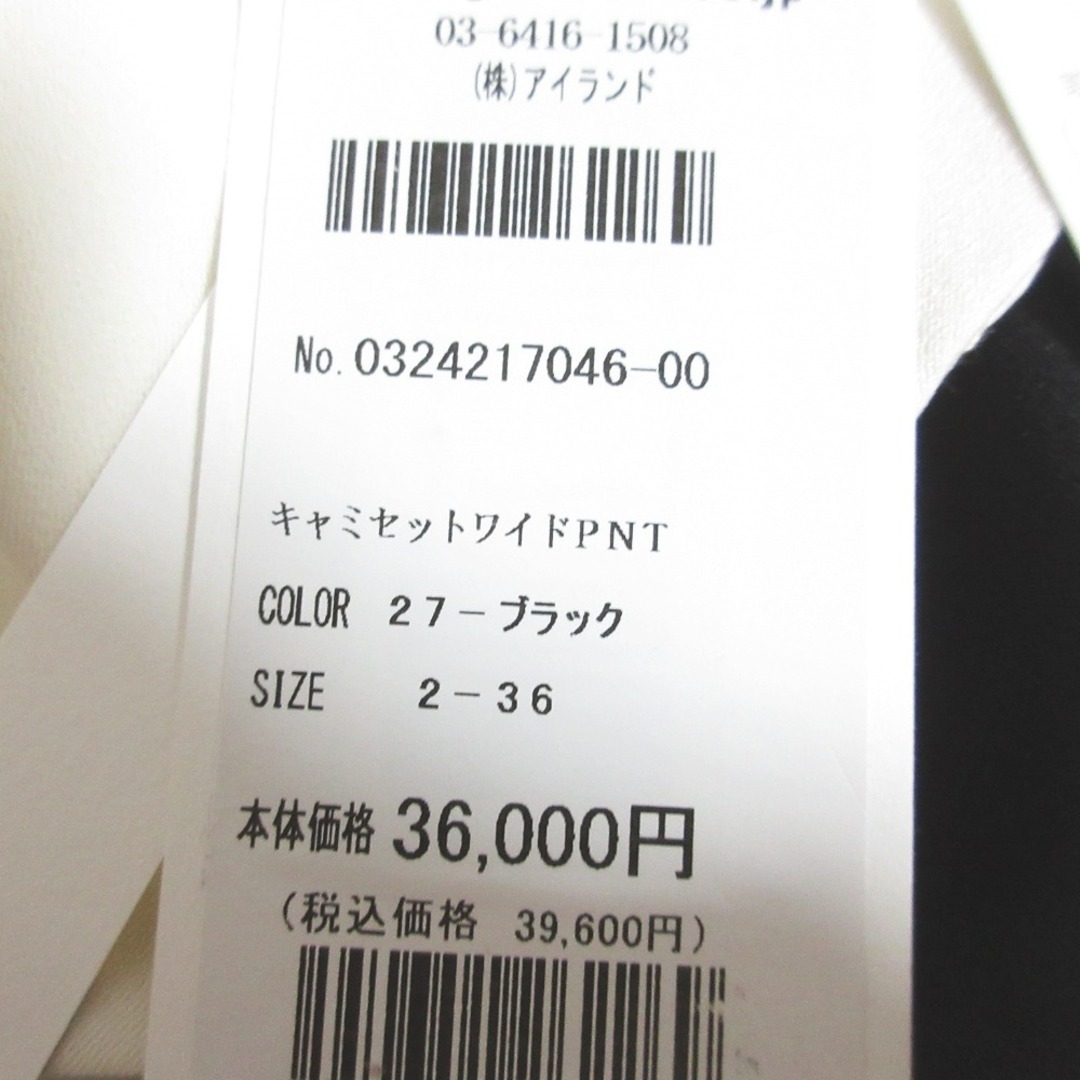 03-6416-1508
(株)アイランド
No. 0324217046-00
キャミセットワイドPNT
COLOR 27-ブラック
SIZE 2-36
本体価格 36,000円
(税込価格 39,600円)